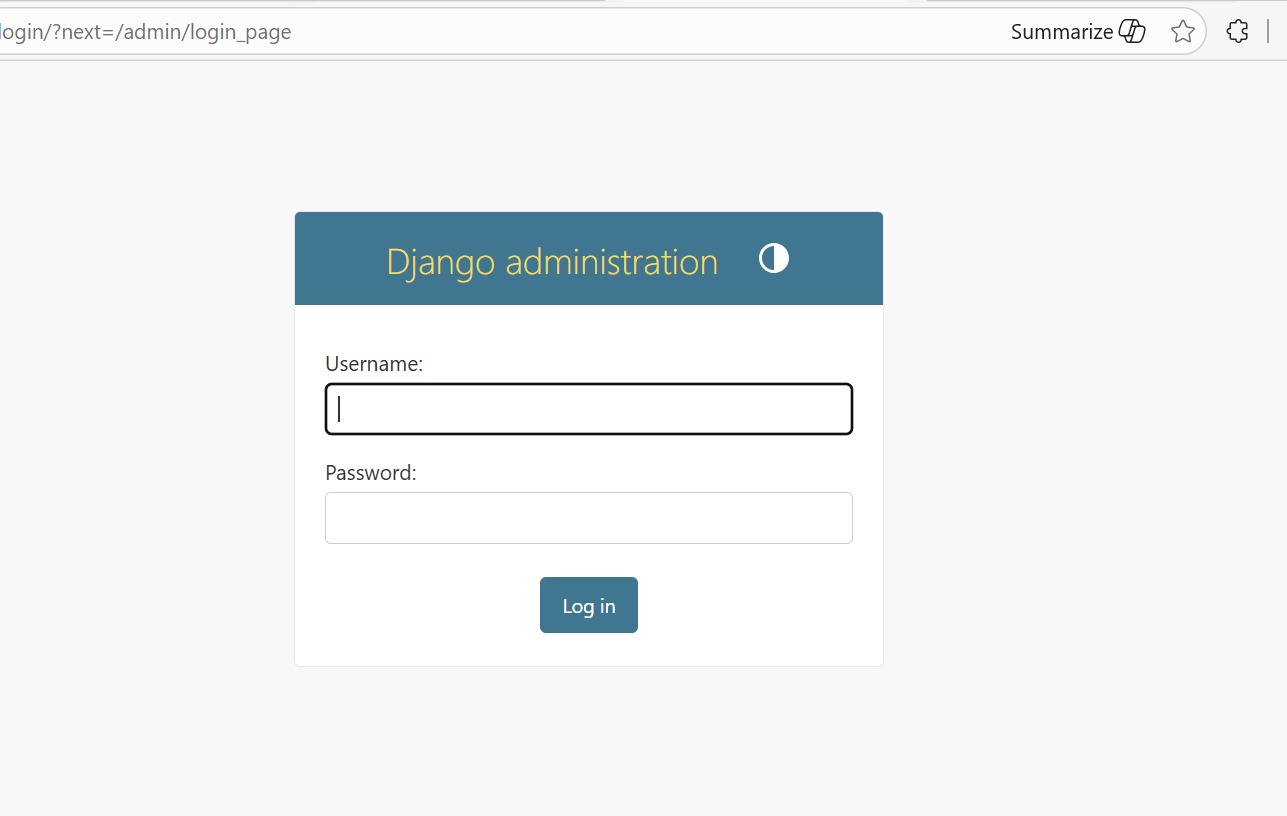 login/?next=/admin/login_page
Summarize
Django administration
Username:
Password:
Log in